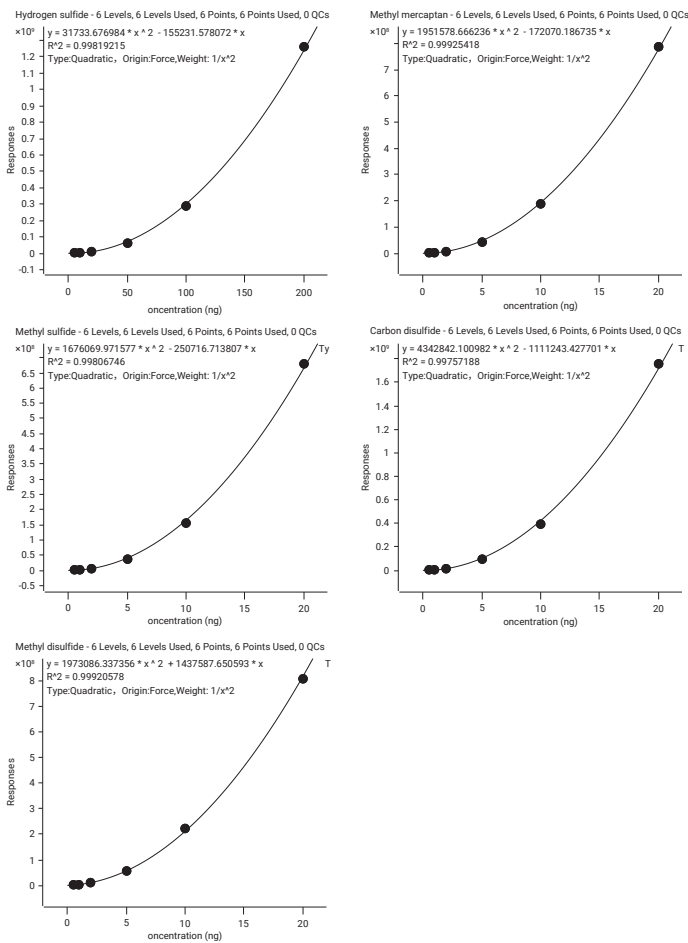 Hydrogen sulfide - 6 Levels, 6 Levels Used, 6 Points, 6 Points Used, 0 QCs
×10⁹
y = 31733.676984 * x ^ 2 - 155231.578072 * x
R^2 = 0.99819215
Type:Quadratic, Origin:Force,Weight: 1/x^2
Responses
1.2
1.1
1
0.9
0.8
0.7
0.6
0.5
0.4
0.3
0.2
0.1
0
-0.1
0 50 100 150 200
oncentration (ng)
Methyl mercaptan - 6 Levels, 6 Levels Used, 6 Points, 6 Points Used, 0 QCs
×10⁸
y = 1951578.666236 * x ^ 2 - 172070.186735 * x
R^2 = 0.99925418
Type:Quadratic, Origin:Force,Weight: 1/x^2
Responses
7
6
5
4
3
2
1
0
0 5 10 15 20
oncentration (ng)
Methyl sulfide - 6 Levels, 6 Levels Used, 6 Points, 6 Points Used, 0 QCs
×10⁸
y = 1676069.971577 * x ^ 2 - 250716.713807 * x Ty
R^2 = 0.99806746
Type:Quadratic, Origin:Force,Weight: 1/x^2
Responses
6.5
6
5.5
5
4.5
4
3.5
3
2.5
2
1.5
1
0.5
0
-0.5
0 5 10 15 20
oncentration (ng)
Carbon disulfide - 6 Levels, 6 Levels Used, 6 Points, 6 Points Used, 0 QCs
×10⁹
y = 4342842.100982 * x ^ 2 - 1111243.427701 * x T
R^2 = 0.99757188
Type:Quadratic, Origin:Force,Weight: 1/x^2
Responses
1.6
1.4
1.2
1
0.8
0.6
0.4
0.2
0
0 5 10 15 20
oncentration (ng)
Methyl disulfide - 6 Levels, 6 Levels Used, 6 Points, 6 Points Used, 0 QCs
×10⁸
y = 1973086.337356 * x ^ 2 + 1437587.650593 * x T
R^2 = 0.99920578
Type:Quadratic, Origin:Force,Weight: 1/x^2
Responses
8
7
6
5
4
3
2
1
0
0 5 10 15 20
oncentration (ng)